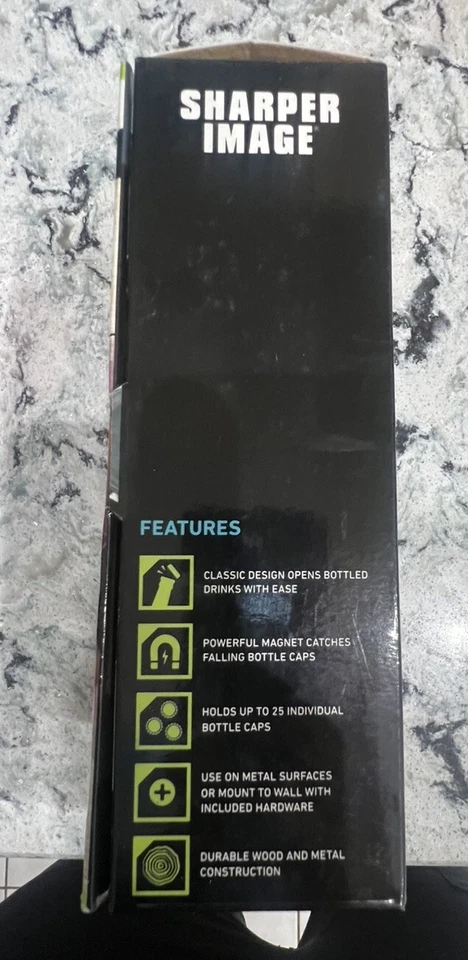 SHARPER
IMAGE
FEATURES
CLASSIC DESIGN OPENS BOTTLED
DRINKS WITH EASE
POWERFUL MAGNET CATCHES
FALLING BOTTLE CAPS
HOLDS UP TO 25 INDIVIDUAL
BOTTLE CAPS
USE ON METAL SURFACES
OR MOUNT TO WALL WITH
INCLUDED HARDWARE
DURABLE WOOD AND METAL
CONSTRUCTION